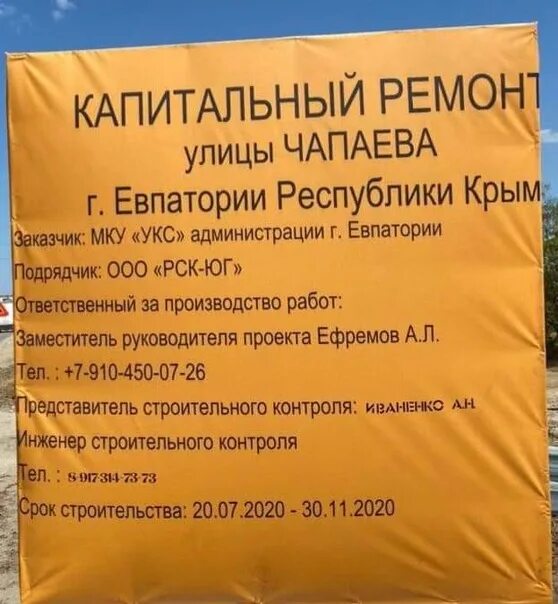 КАПИТАЛЬНЫЙ РЕМОНТ
улицы ЧАПАЕВА
г. Евпатории Республики Крым
Заказчик: МКУ «УКС» администрации г. Евпатории
Подрядчик: ООО «РСК-ЮГ»
Ответственный за производство работ:
Заместитель руководителя проекта Ефремов А.Л.
Тел. : +7-910-450-07-26
Представитель строительного контроля: ИВАНЕНКО А.Н.
Инженер строительного контроля
Тел. : 8-917-314-73-73
Срок строительства: 20.07.2020 - 30.11.2020